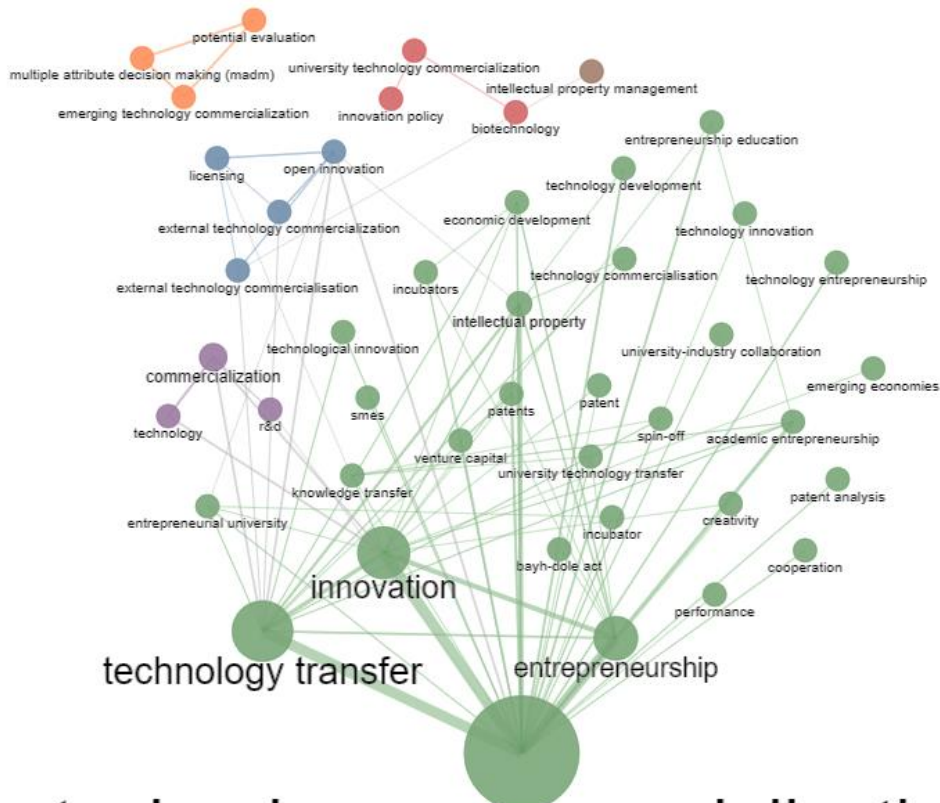 potential evaluation
multiple attribute decision making (madm)
university technology commercialization
intellectual property management
emerging technology commercialization
innovation policy
biotechnology
entrepreneurship education
licensing
open innovation
technology development
economic development
external technology commercialization
technology innovation
external technology commercialisation
incubators
technology commercialisation
technology entrepreneurship
intellectual property
technological innovation
university-industry collaboration
commercialization
emerging economies
technology
r&d
smes
patents
patent
spin-off
academic entrepreneurship
venture capital
university technology transfer
knowledge transfer
patent analysis
entrepreneurial university
creativity
incubator
bayh-dole act
cooperation
innovation
performance
technology transfer
entrepreneurship